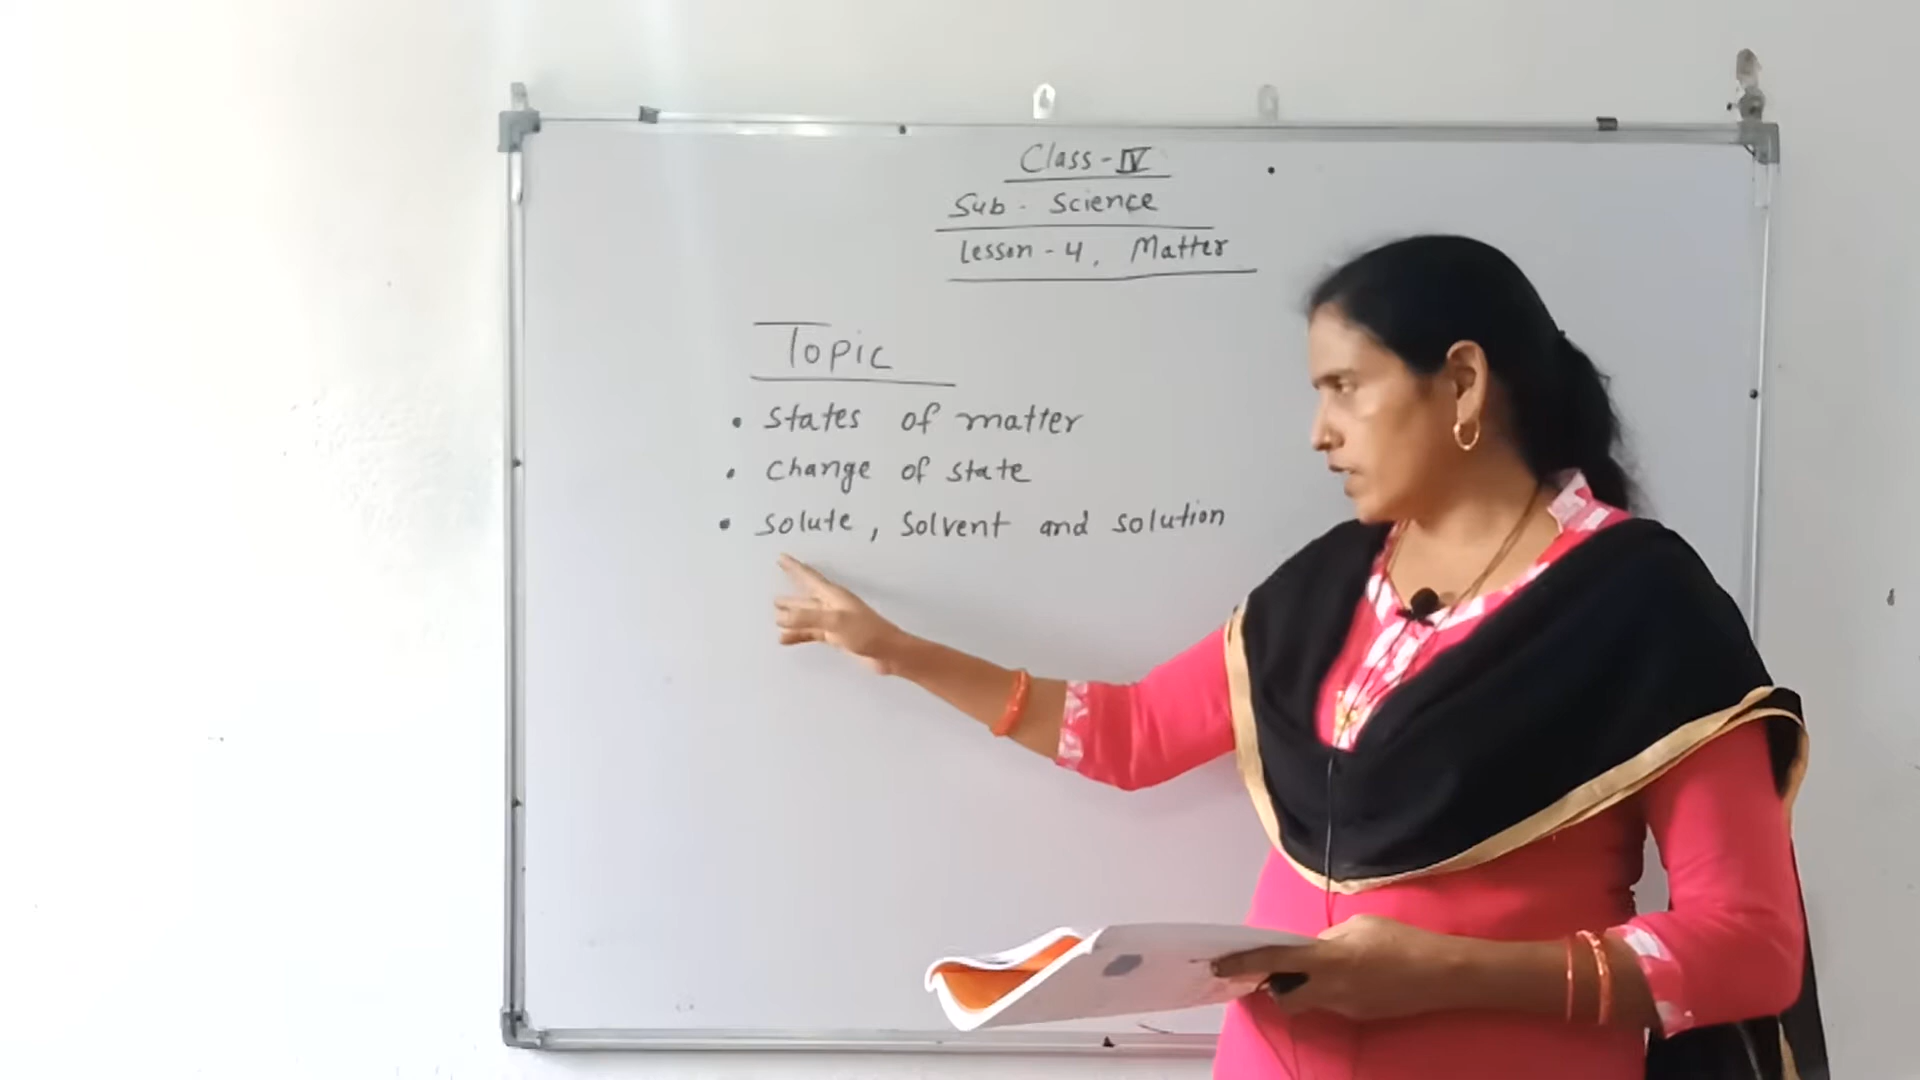 Class - IV
Sub - Science
Lesson - 4, Matter
Topic
• States of matter
• Change of state
• Solute, Solvent and solution